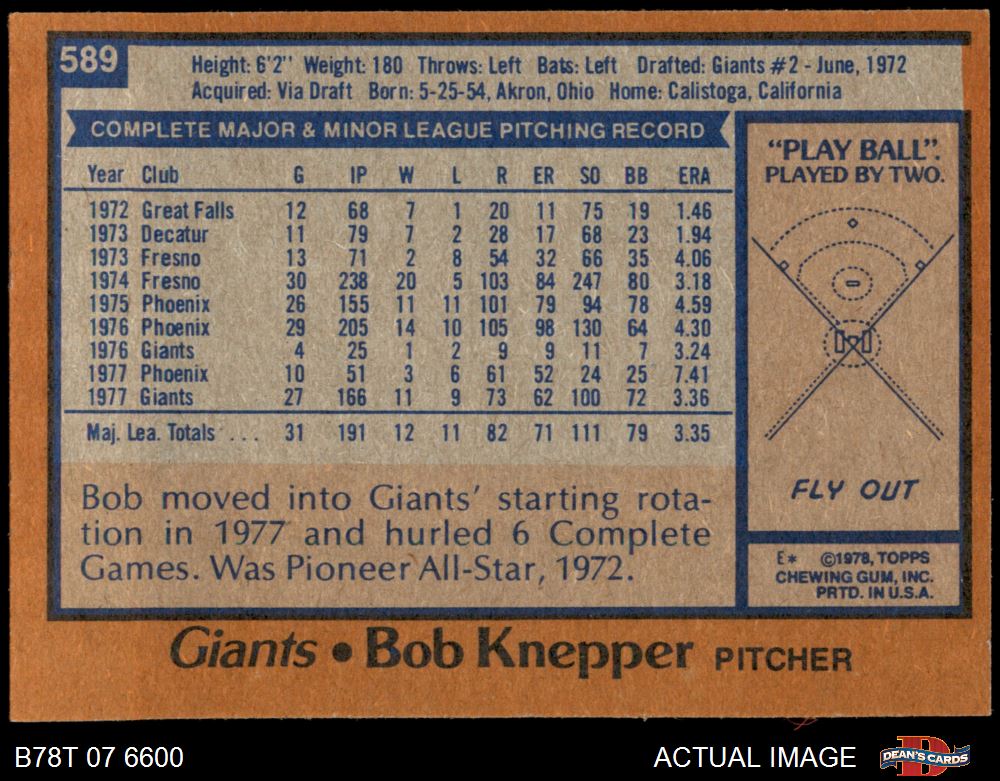 589
Height: 6'2" Weight: 180 Throws: Left Bats: Left Drafted: Giants #2 - June, 1972
Acquired: Via Draft Born: 5-25-54, Akron, Ohio Home: Calistoga, California
COMPLETE MAJOR & MINOR LEAGUE PITCHING RECORD
Year Club G IP W L R ER SO BB ERA
1972 Great Falls 12 68 7 1 20 11 75 19 1.46
1973 Decatur 11 79 7 2 28 17 68 23 1.94
1973 Fresno 13 71 2 8 54 32 66 35 4.06
1974 Fresno 30 238 20 5 103 84 247 80 3.18
1975 Phoenix 26 155 11 11 101 79 94 78 4.59
1976 Phoenix 29 205 14 10 105 98 130 64 4.30
1976 Giants 4 25 1 2 9 9 11 7 3.24
1977 Phoenix 10 51 3 6 61 52 24 25 7.41
1977 Giants 27 166 11 9 73 62 100 72 3.36
Maj. Lea. Totals . . . 31 191 12 11 82 71 111 79 3.35
Bob moved into Giants' starting rota-
tion in 1977 and hurled 6 Complete
Games. Was Pioneer All-Star, 1972.
"PLAY BALL".
PLAYED BY TWO.
FLY OUT
E* ©1978, TOPPS
CHEWING GUM, INC.
PRTD. IN U.S.A.
Giants • Bob Knepper PITCHER
B78T 07 6600
ACTUAL IMAGE
D
DEAN'S CARDS